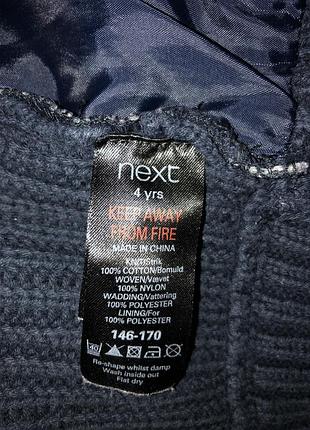 next
4 yrs
KEEP AWAY
FROM FIRE
MADE IN CHINA
KNIT/Strik
100% COTTON/Bomuld
WOVEN/Vævet
100% NYLON
WADDING/Vattering
100% POLYESTER
LINING/For
100% POLYESTER
146-170
40
Re-shape whilst damp
Wash inside out
Flat dry